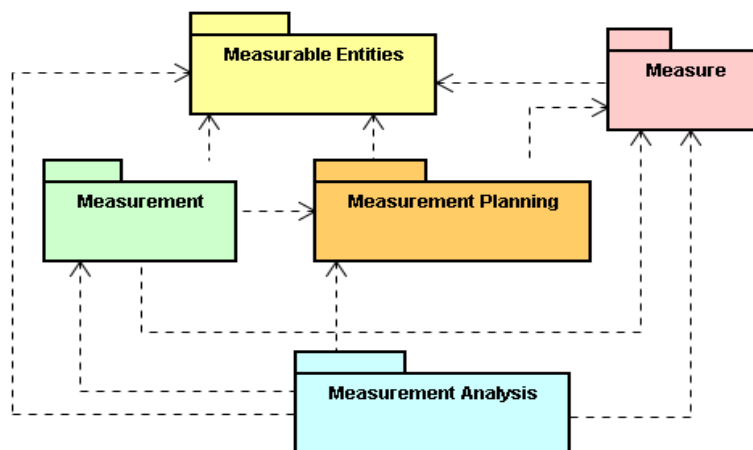 Measurable Entities
Measure
Measurement
Measurement Planning
Measurement Analysis